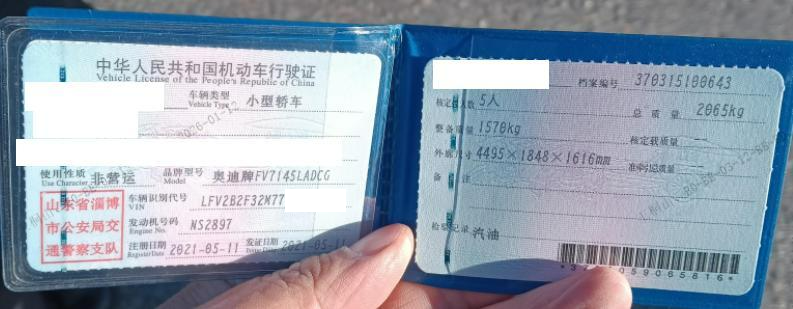 中华人民共和国机动车行驶证
Vehicle License of the People's Republic of China
车辆类型 小型轿车
Vehicle Type
使用性质 非营运 品牌型号 奥迪牌FV7145LADCG
Use Character Model
山东省淄博
市公安局交
通警察支队
车辆识别代号 LFV2B2F32M77
VIN
发动机号码 NS2897
Engine No.
注册日期 2021-05-11 发证日期 2021-05-11
Register Date Issue Date
档案编号 370315100643
核定载人数 5人 总质量 2065kg
整备质量 1570kg 核定载质量
外廓尺寸 4495×1848×1616mm 准牵引总质量
备注
检验记录 汽油